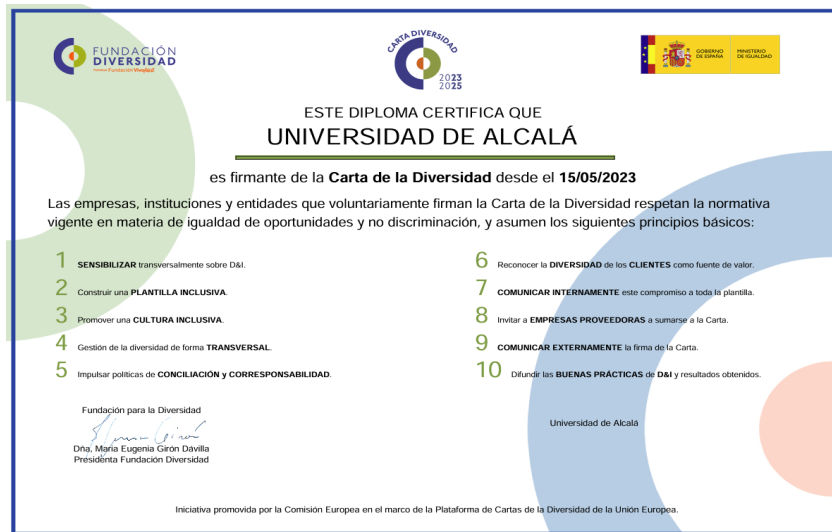 FUNDACIÓN
DIVERSIDAD
Fundación Vivofácil
CARTA DIVERSIDAD
2023
2025
GOBIERNO
DE ESPAÑA
MINISTERIO
DE IGUALDAD
ESTE DIPLOMA CERTIFICA QUE
UNIVERSIDAD DE ALCALÁ
es firmante de la Carta de la Diversidad desde el 15/05/2023
Las empresas, instituciones y entidades que voluntariamente firman la Carta de la Diversidad respetan la normativa
vigente en materia de igualdad de oportunidades y no discriminación, y asumen los siguientes principios básicos:
1 SENSIBILIZAR transversalmente sobre D&I.
2 Construir una PLANTILLA INCLUSIVA.
3 Promover una CULTURA INCLUSIVA.
4 Gestión de la diversidad de forma TRANSVERSAL.
5 Impulsar políticas de CONCILIACIÓN y CORRESPONSABILIDAD.
6 Reconocer la DIVERSIDAD de los CLIENTES como fuente de valor.
7 COMUNICAR INTERNAMENTE este compromiso a toda la plantilla.
8 Invitar a EMPRESAS PROVEEDORAS a sumarse a la Carta.
9 COMUNICAR EXTERNAMENTE la firma de la Carta.
10 Difundir las BUENAS PRÁCTICAS de D&I y resultados obtenidos.
Fundación para la Diversidad
Dña, María Eugenia Girón Dávilla
Presidenta Fundación Diversidad
Universidad de Alcalá
Iniciativa promovida por la Comisión Europea en el marco de la Plataforma de Cartas de la Diversidad de la Unión Europea.